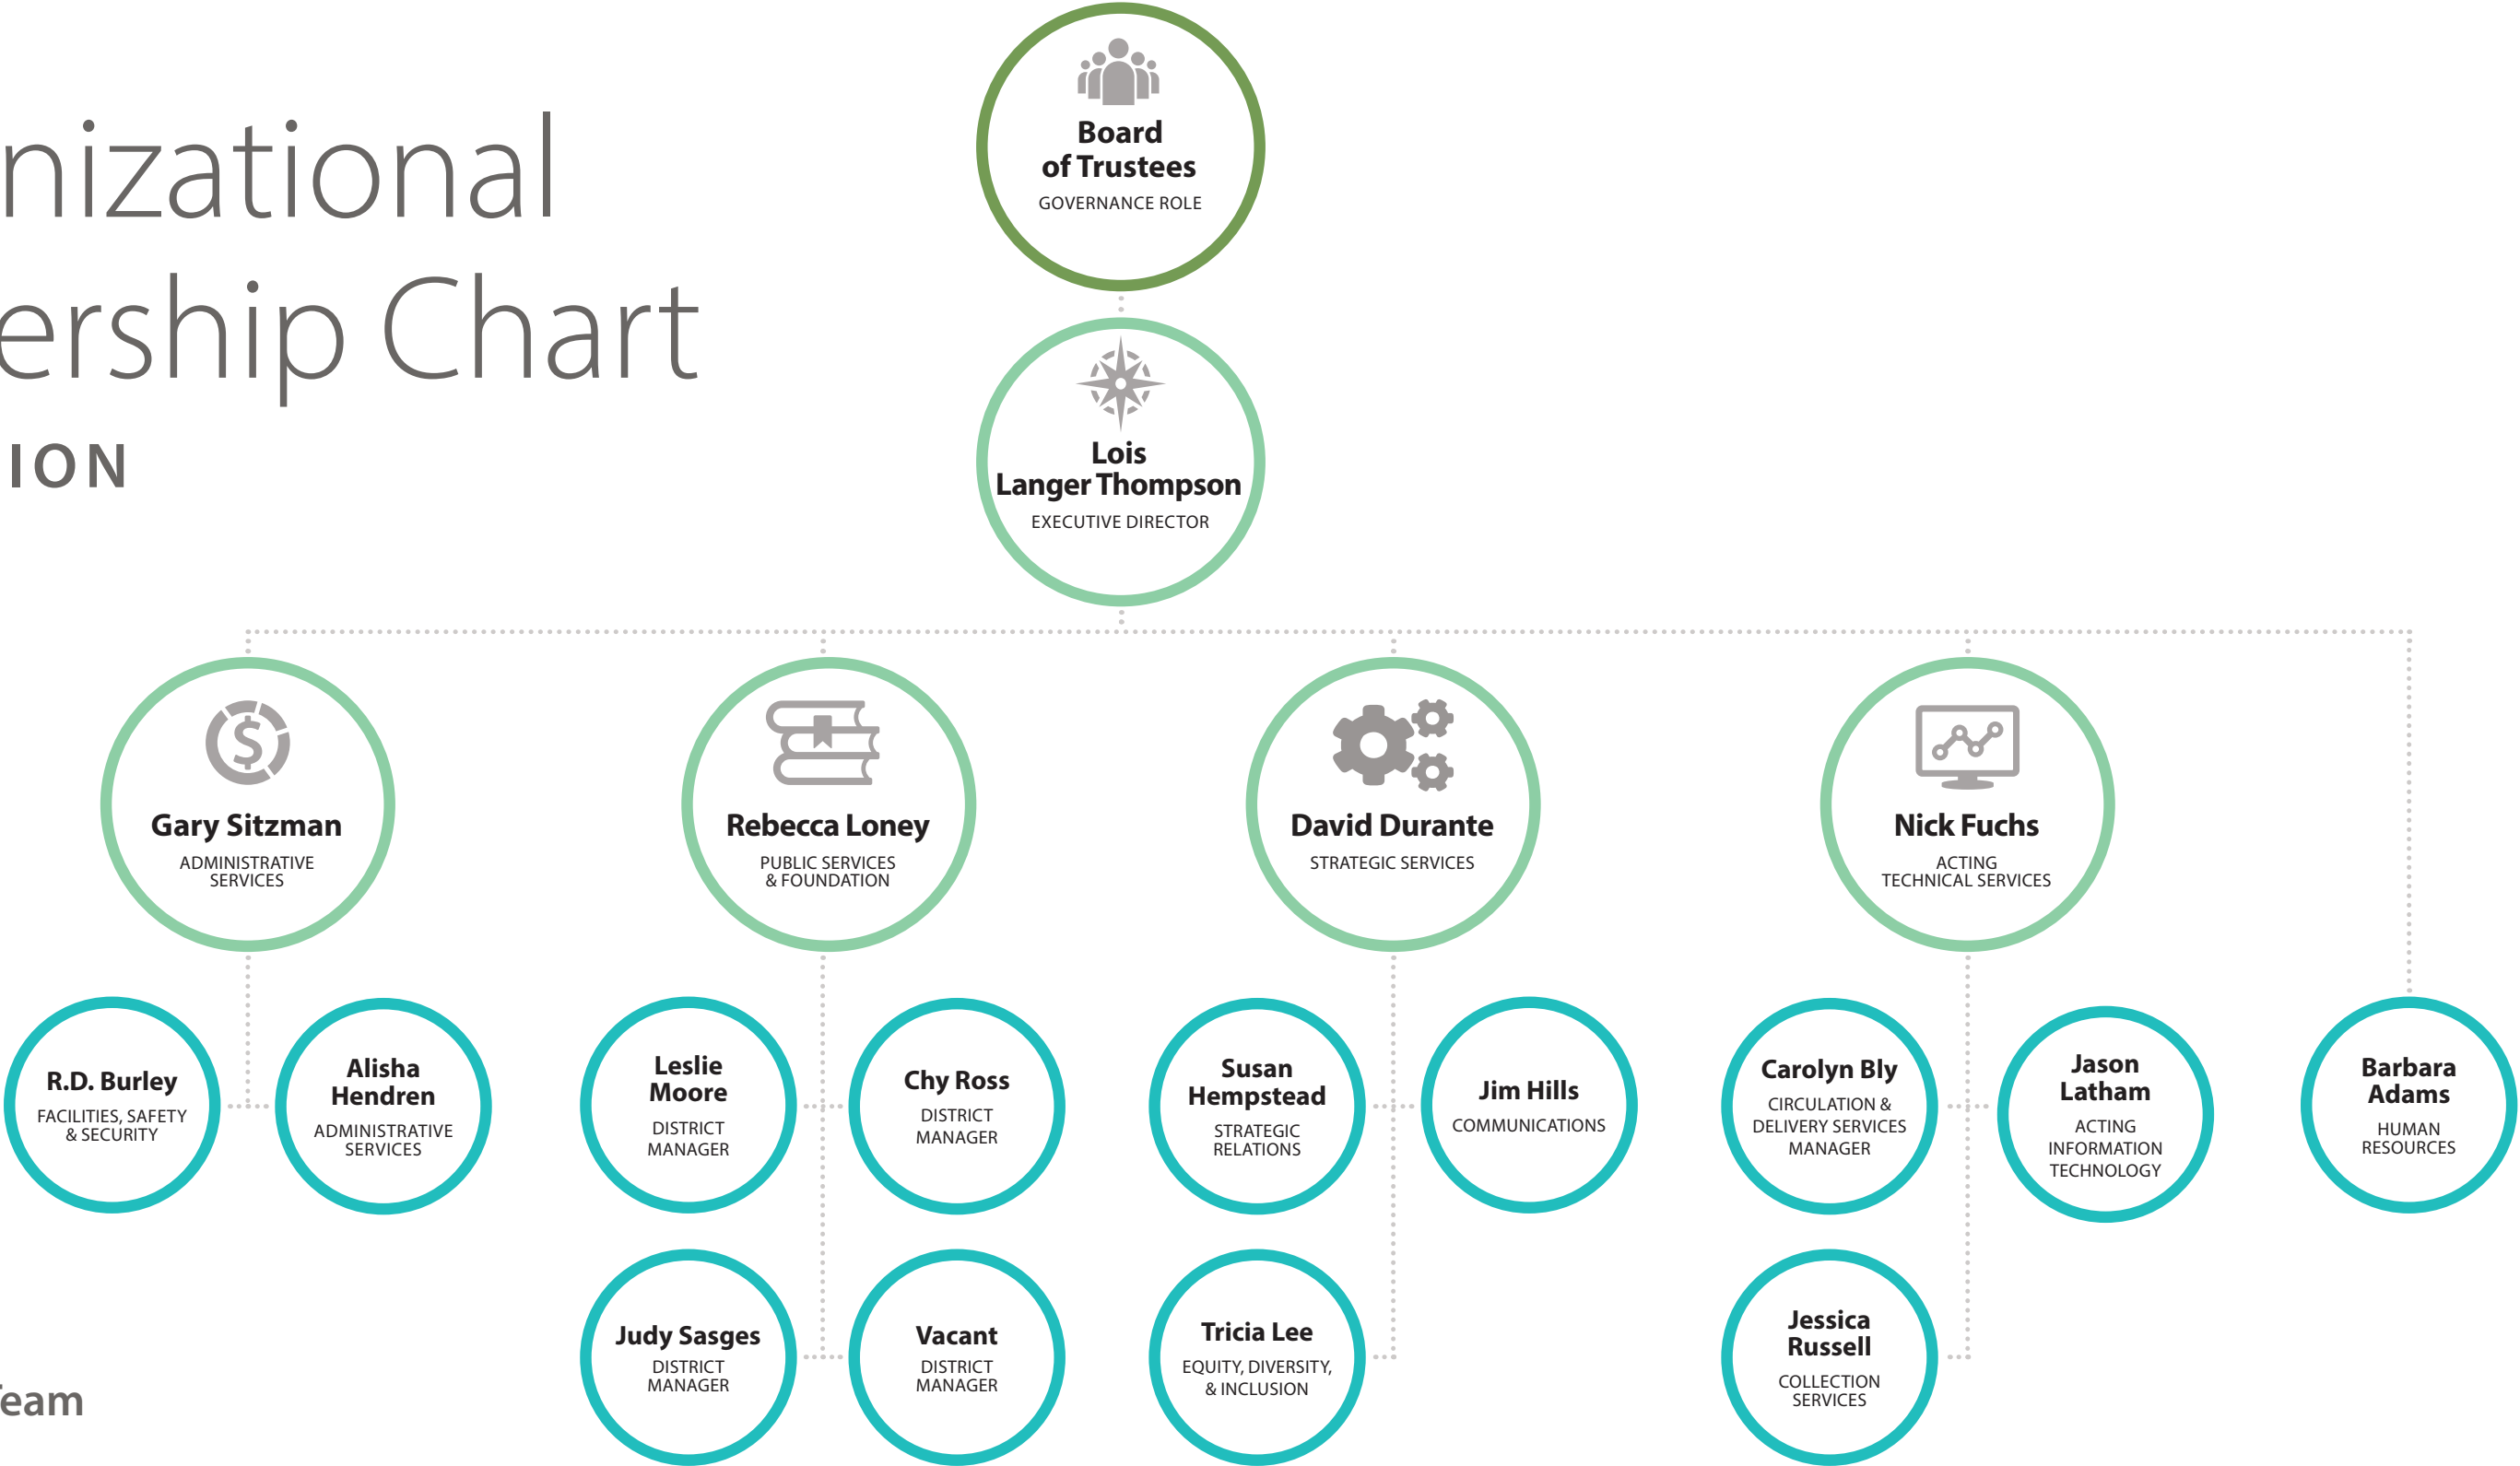 nizational
ership Chart
ION
Board
of Trustees
GOVERNANCE ROLE
Lois
Langer Thompson
EXECUTIVE DIRECTOR
Gary Sitzman
ADMINISTRATIVE
SERVICES
Rebecca Loney
PUBLIC SERVICES
& FOUNDATION
David Durante
STRATEGIC SERVICES
Nick Fuchs
ACTING
TECHNICAL SERVICES
R.D. Burley
FACILITIES, SAFETY
& SECURITY
Alisha
Hendren
ADMINISTRATIVE
SERVICES
Leslie
Moore
DISTRICT
MANAGER
Chy Ross
DISTRICT
MANAGER
Susan
Hempstead
STRATEGIC
RELATIONS
Jim Hills
COMMUNICATIONS
Carolyn Bly
CIRCULATION &
DELIVERY SERVICES
MANAGER
Jason
Latham
ACTING
INFORMATION
TECHNOLOGY
Barbara
Adams
HUMAN
RESOURCES
Judy Sasges
DISTRICT
MANAGER
Vacant
DISTRICT
MANAGER
Tricia Lee
EQUITY, DIVERSITY,
& INCLUSION
Jessica
Russell
COLLECTION
SERVICES
Team